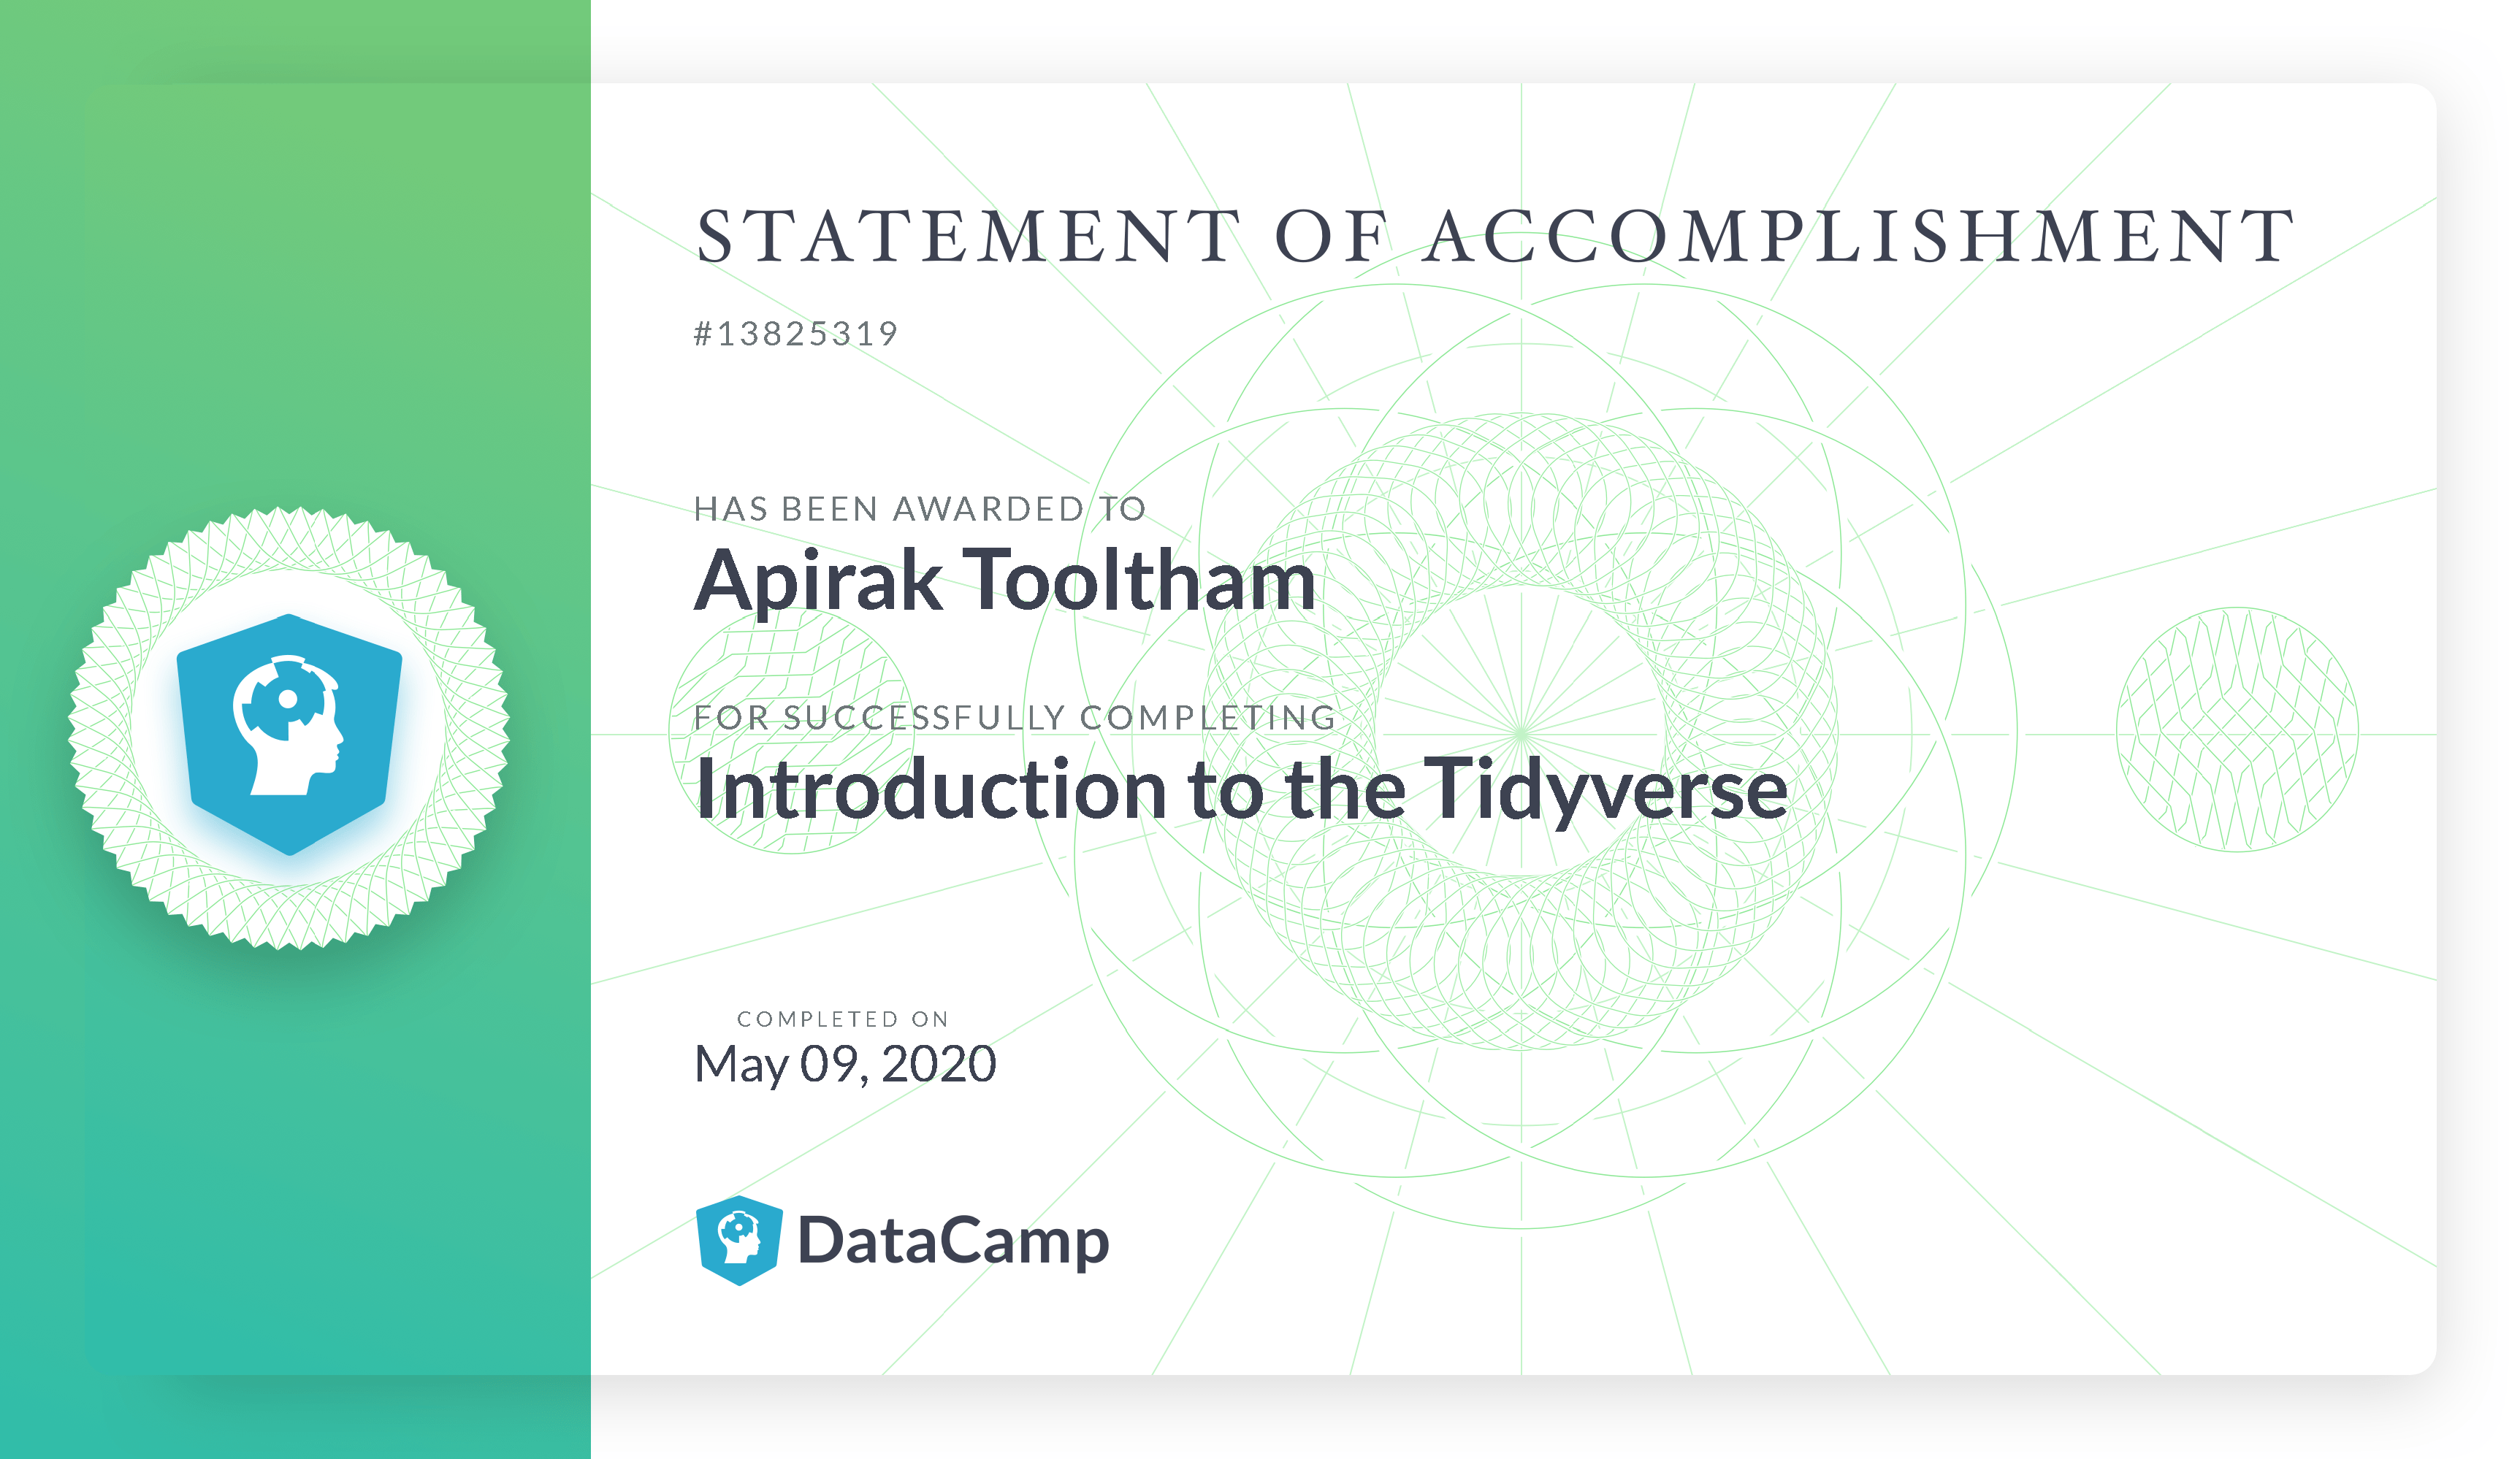 STATEMENT OF ACCOMPLISHMENT
#13825319
HAS BEEN AWARDED TO
Apirak Tooltham
FOR SUCCESSFULLY COMPLETING
Introduction to the Tidyverse
COMPLETED ON
May 09, 2020
DataCamp